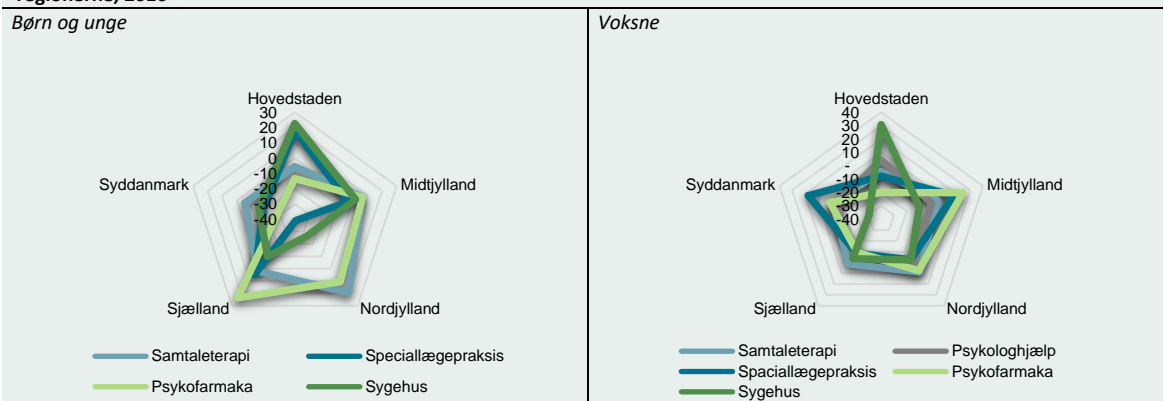 regionerne, 2010
Børn og unge
Voksne
Hovedstaden
30
20
10
0
-10
-20
-30
-40
Syddanmark
Midtjylland
Sjælland
Nordjylland
Samtaleterapi
Speciallægepraksis
Psykofarmaka
Sygehus
Hovedstaden
40
30
20
10
-
-10
-20
-30
-40
Syddanmark
Midtjylland
Sjælland
Nordjylland
Samtaleterapi
Psykologhjælp
Spaciallægepraksis
Psykofarmaka
Sygehus